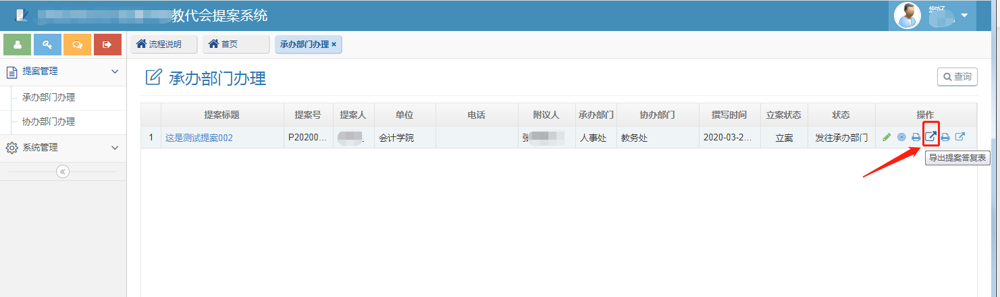 教代会提案系统
您好
流程说明
首页
承办部门办理 ×
提案管理
承办部门办理
查询
承办部门办理
协办部门办理
系统管理
提案标题 提案号 提案人 单位 电话 附议人 承办部门 协办部门 撰写时间 立案状态 状态 操作
1 这是测试提案002 P20200... 会计学院 张 人事处 教务处 2020-03-2... 立案 发往承办部门
导出提案答复表